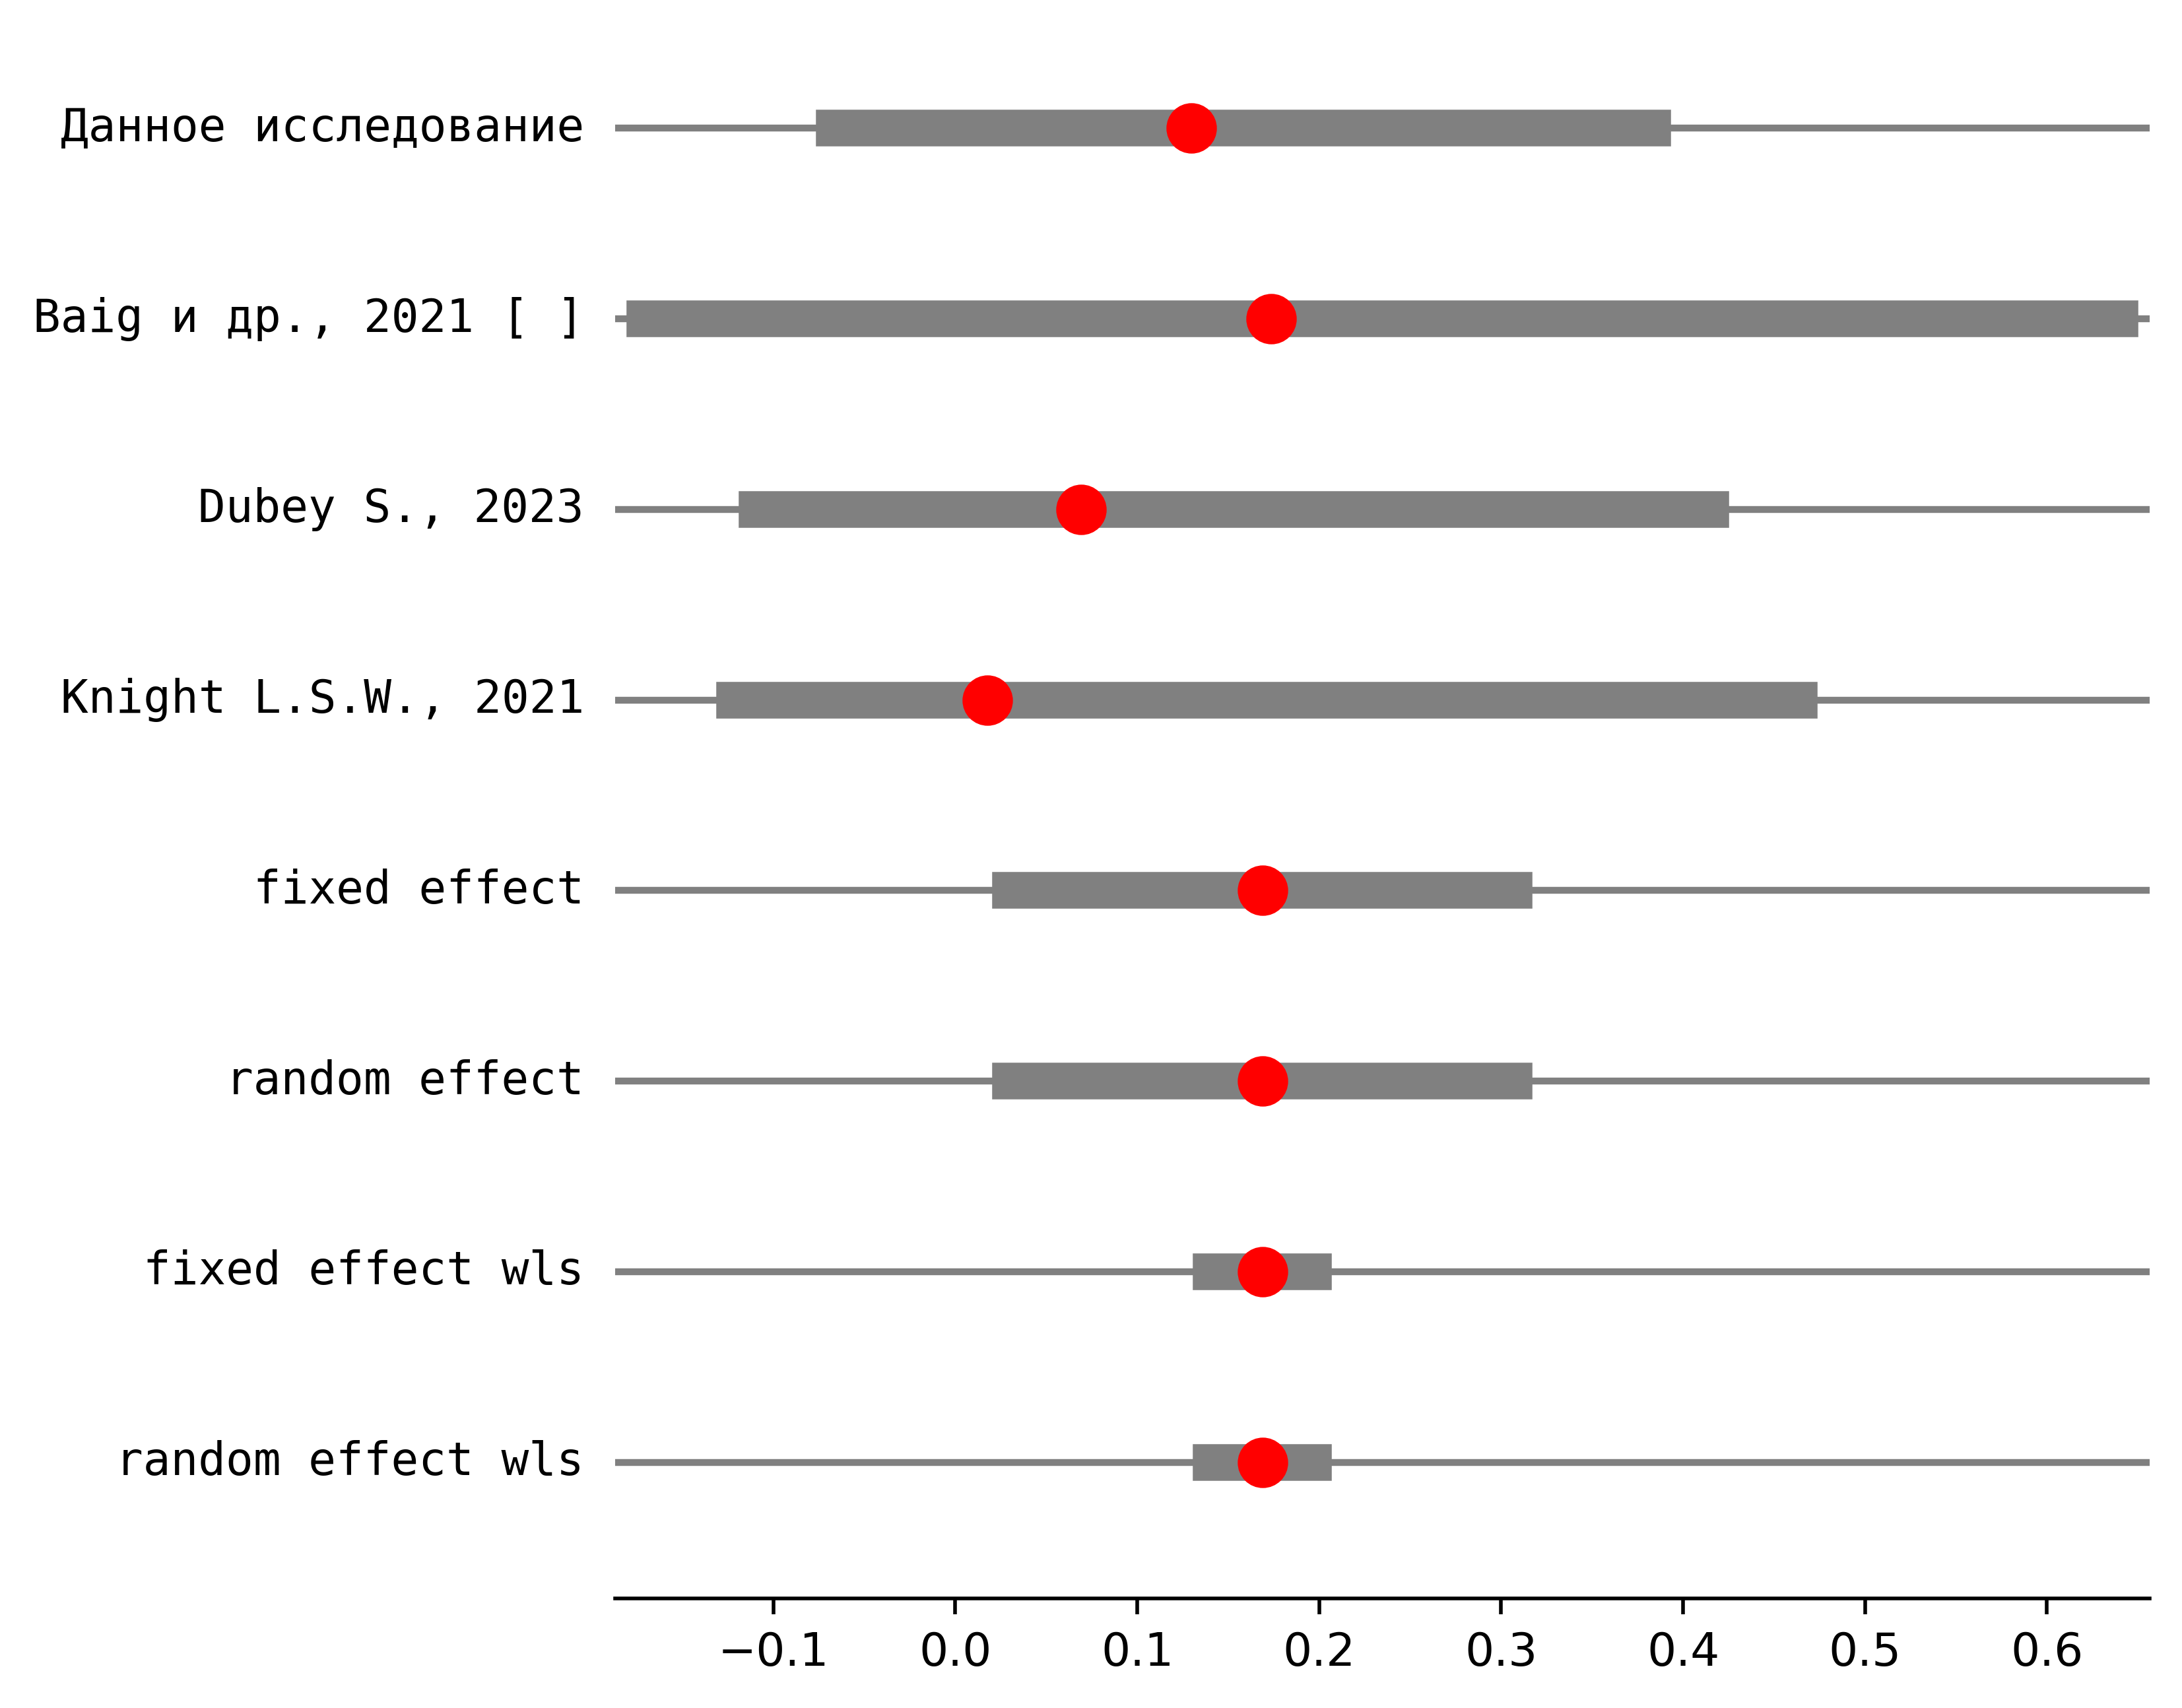 Данное исследование
Baig и др., 2021 [ ]
Dubey S., 2023
Knight L.S.W., 2021
fixed effect
random effect
fixed effect wls
random effect wls
−0.1 0.0 0.1 0.2 0.3 0.4 0.5 0.6